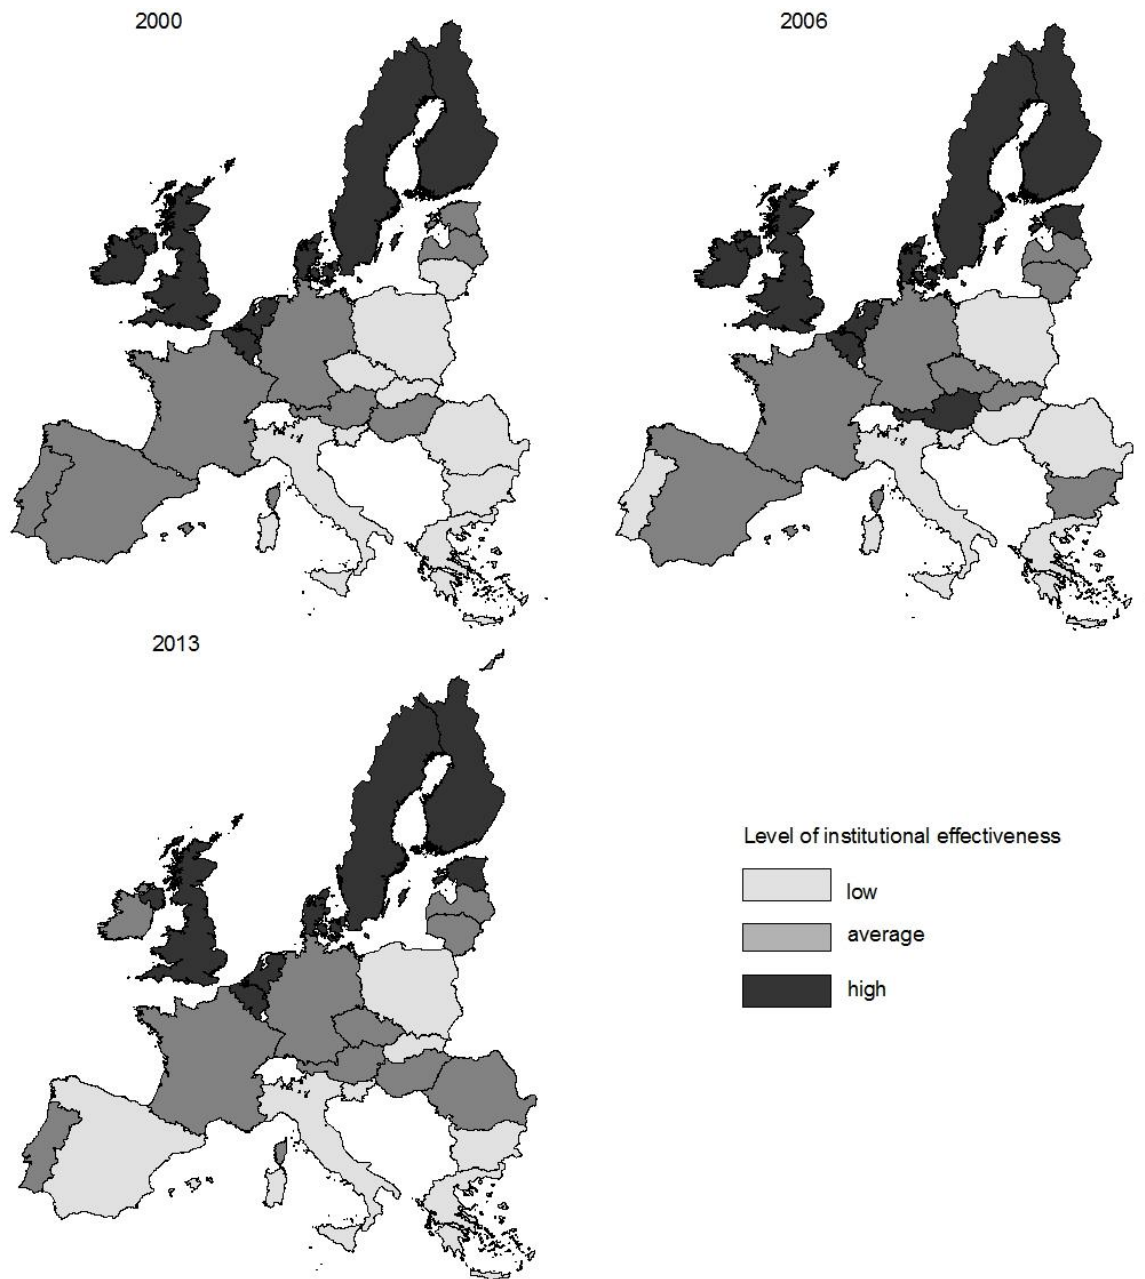 2000
2006
2013
Level of institutional effectiveness
low
average
high